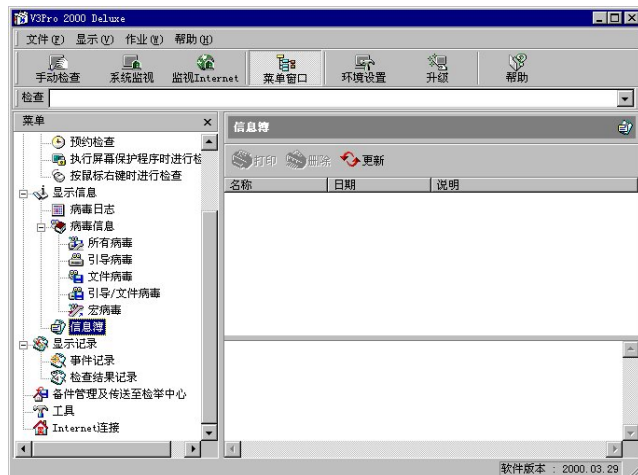 V3Pro 2000 Deluxe
文件(F) 显示(V) 作业(W) 帮助(H)
手动检查 系统监视 监视Internet 菜单窗口 环境设置 升级 帮助
检查
菜单
预约检查
执行屏幕保护程序时进行检
按鼠标右键时进行检查
显示信息
病毒日志
病毒信息
所有病毒
引导病毒
文件病毒
引导/文件病毒
宏病毒
信息簿
显示记录
事件记录
检查结果记录
备件管理及传送至检举中心
工具
Internet连接
信息簿
打印 删除 更新
名称 日期 说明
软件版本 : 2000.03.29